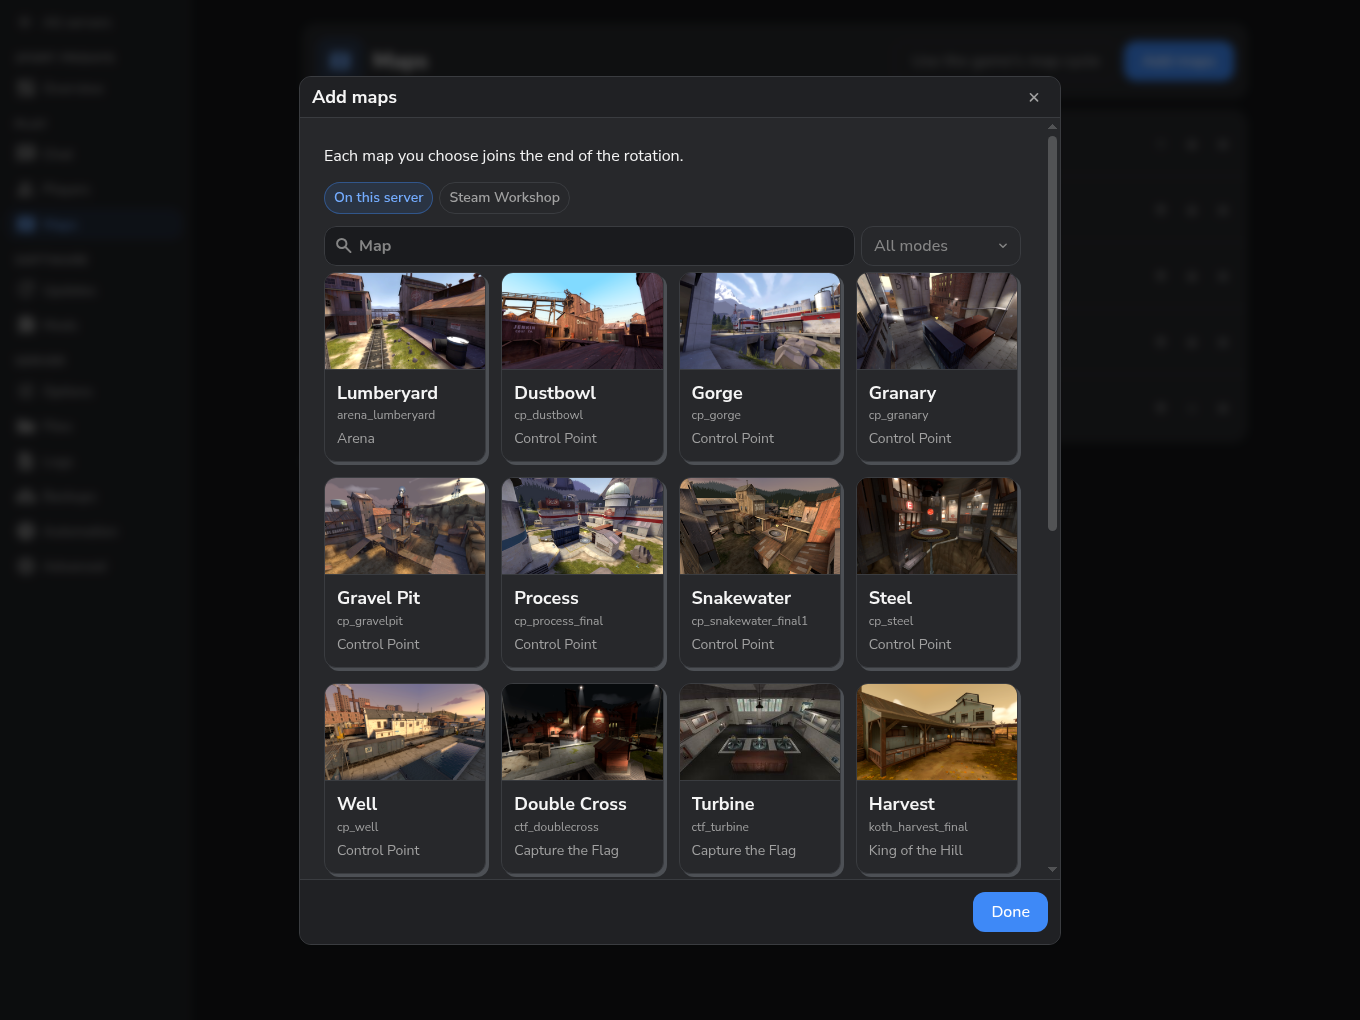 Maps
Add maps
Add maps
×
Each map you choose joins the end of the rotation.
On this server
Steam Workshop
Map
All modes
Lumberyard
arena_lumberyard
Arena
Dustbowl
cp_dustbowl
Control Point
Gorge
cp_gorge
Control Point
Granary
cp_granary
Control Point
Gravel Pit
cp_gravelpit
Control Point
Process
cp_process_final
Control Point
Snakewater
cp_snakewater_final1
Control Point
Steel
cp_steel
Control Point
Well
cp_well
Control Point
Double Cross
ctf_doublecross
Capture the Flag
Turbine
ctf_turbine
Capture the Flag
Harvest
koth_harvest_final
King of the Hill
Done